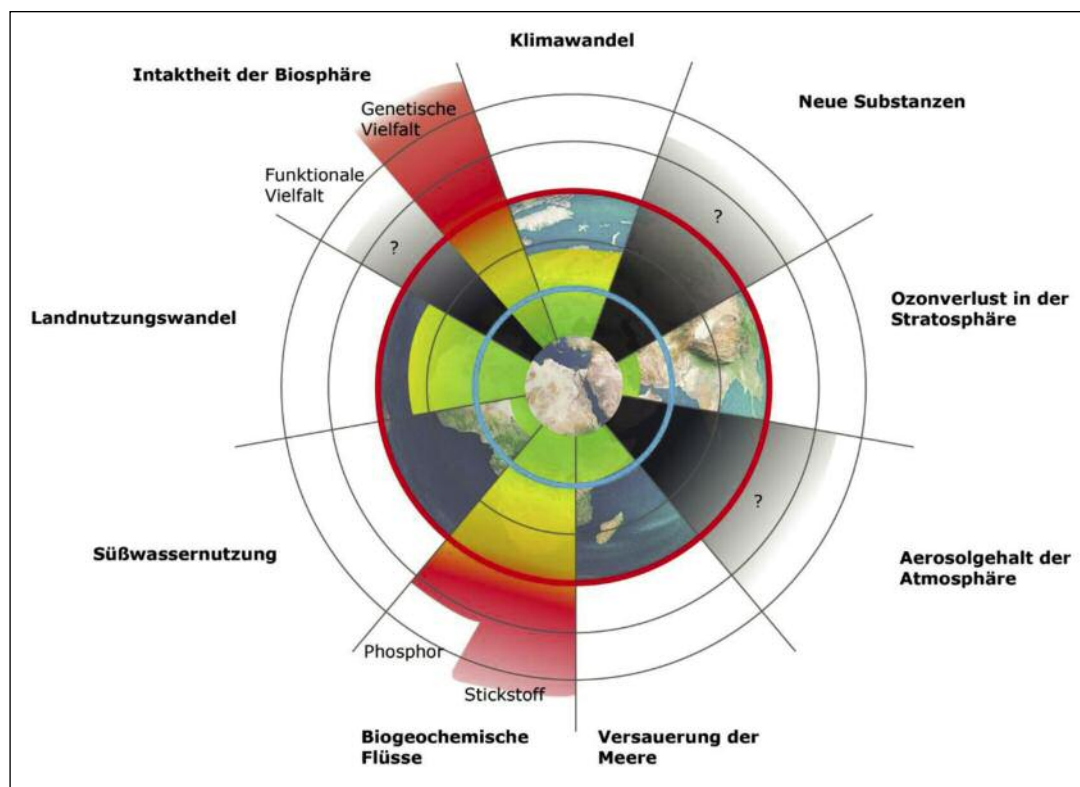 Klimawandel
Intaktheit der Biosphäre
Genetische
Vielfalt
Neue Substanzen
Funktionale
Vielfalt
?
?
Landnutzungswandel
Ozonverlust in der
Stratosphäre
?
Süßwassernutzung
Aerosolgehalt der
Atmosphäre
Phosphor
Stickstoff
Biogeochemische
Flüsse
Versauerung der
Meere